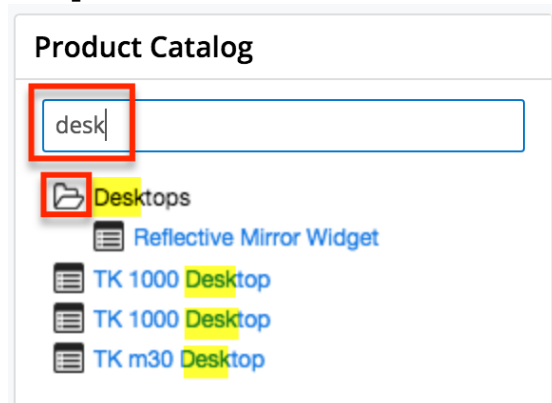 Product Catalog
desk
Desktops
Reflective Mirror Widget
TK 1000 Desktop
TK 1000 Desktop
TK m30 Desktop